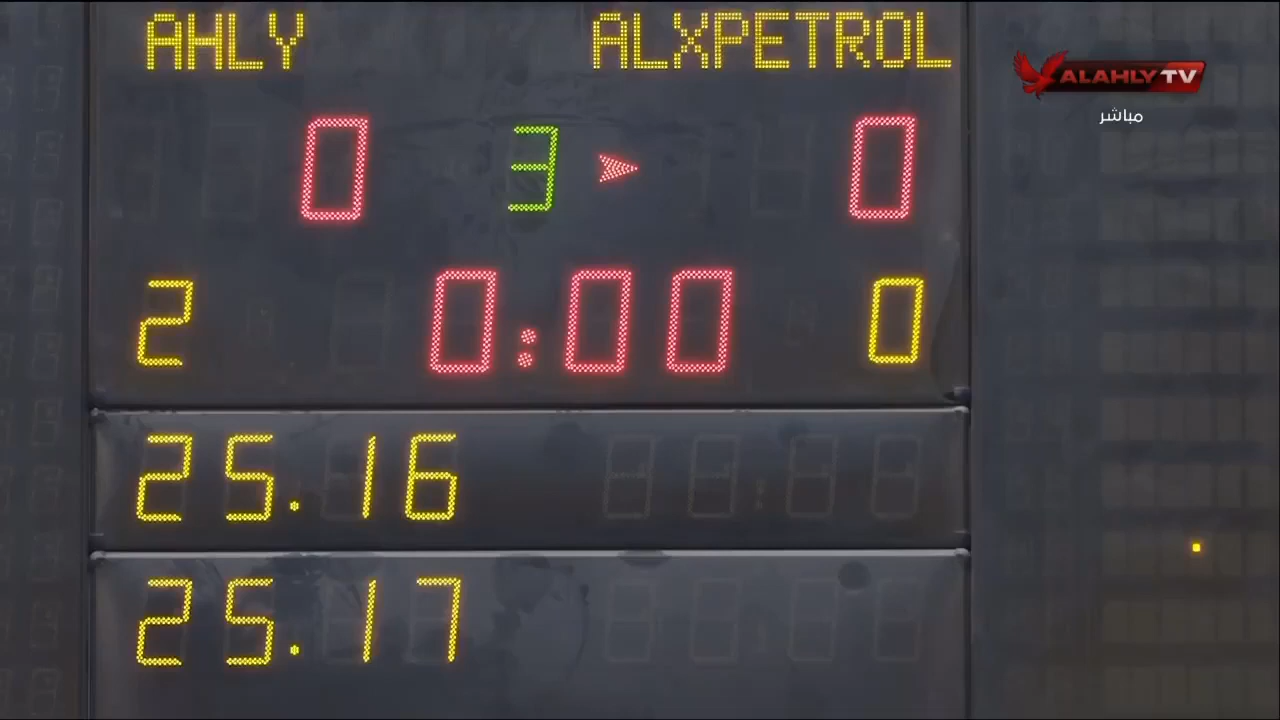 AHLY ALXPETROL
ALAHLY TV
مباشر
0 3 0
2 0:00 0
25.16
25.17